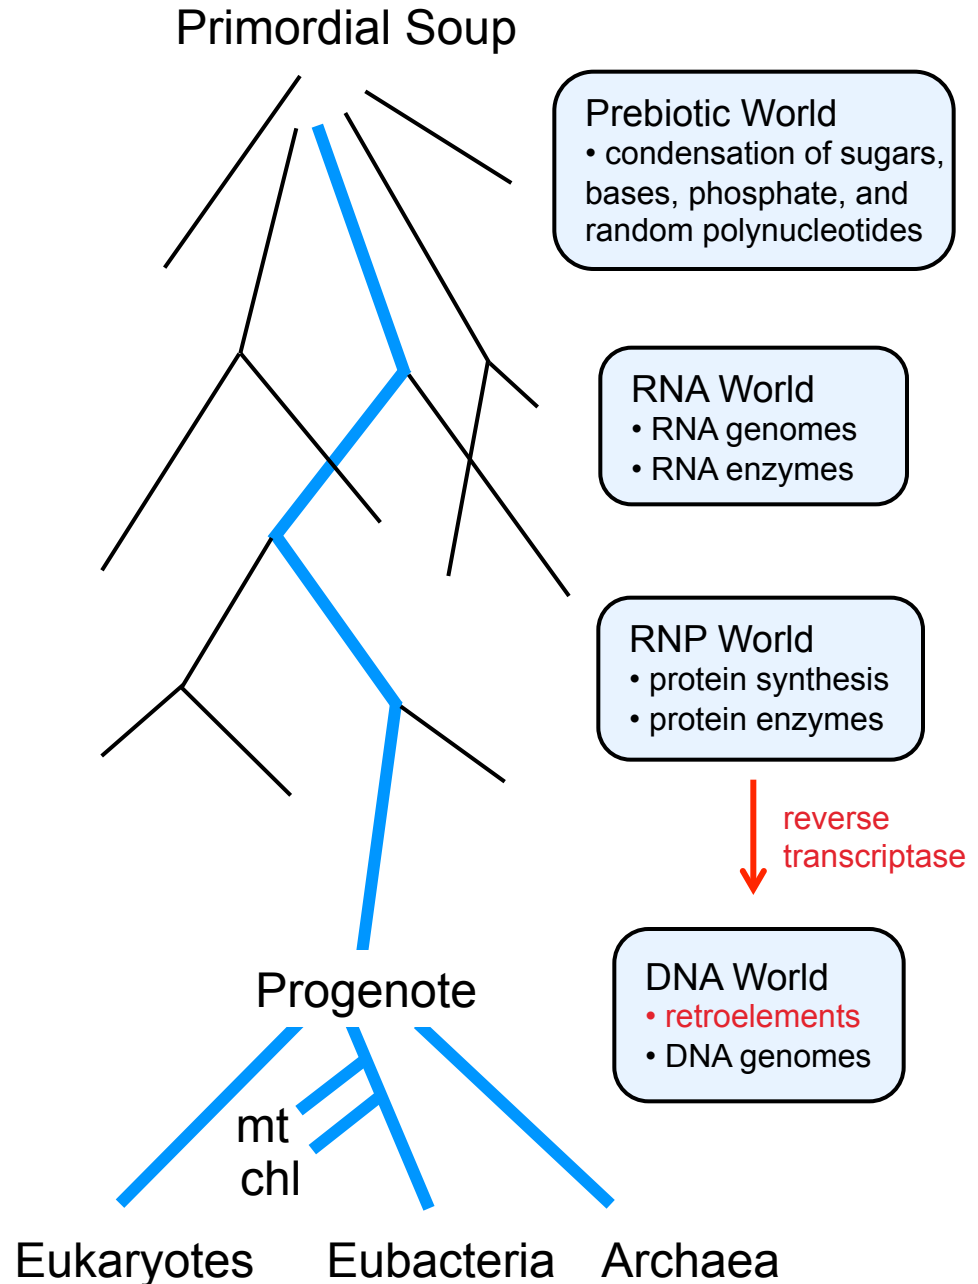 Primordial Soup
Prebiotic World
• condensation of sugars,
bases, phosphate, and
random polynucleotides
RNA World
• RNA genomes
• RNA enzymes
RNP World
• protein synthesis
• protein enzymes
reverse
transcriptase
DNA World
• retroelements
• DNA genomes
Progenote
mt
chl
Eukaryotes Eubacteria Archaea